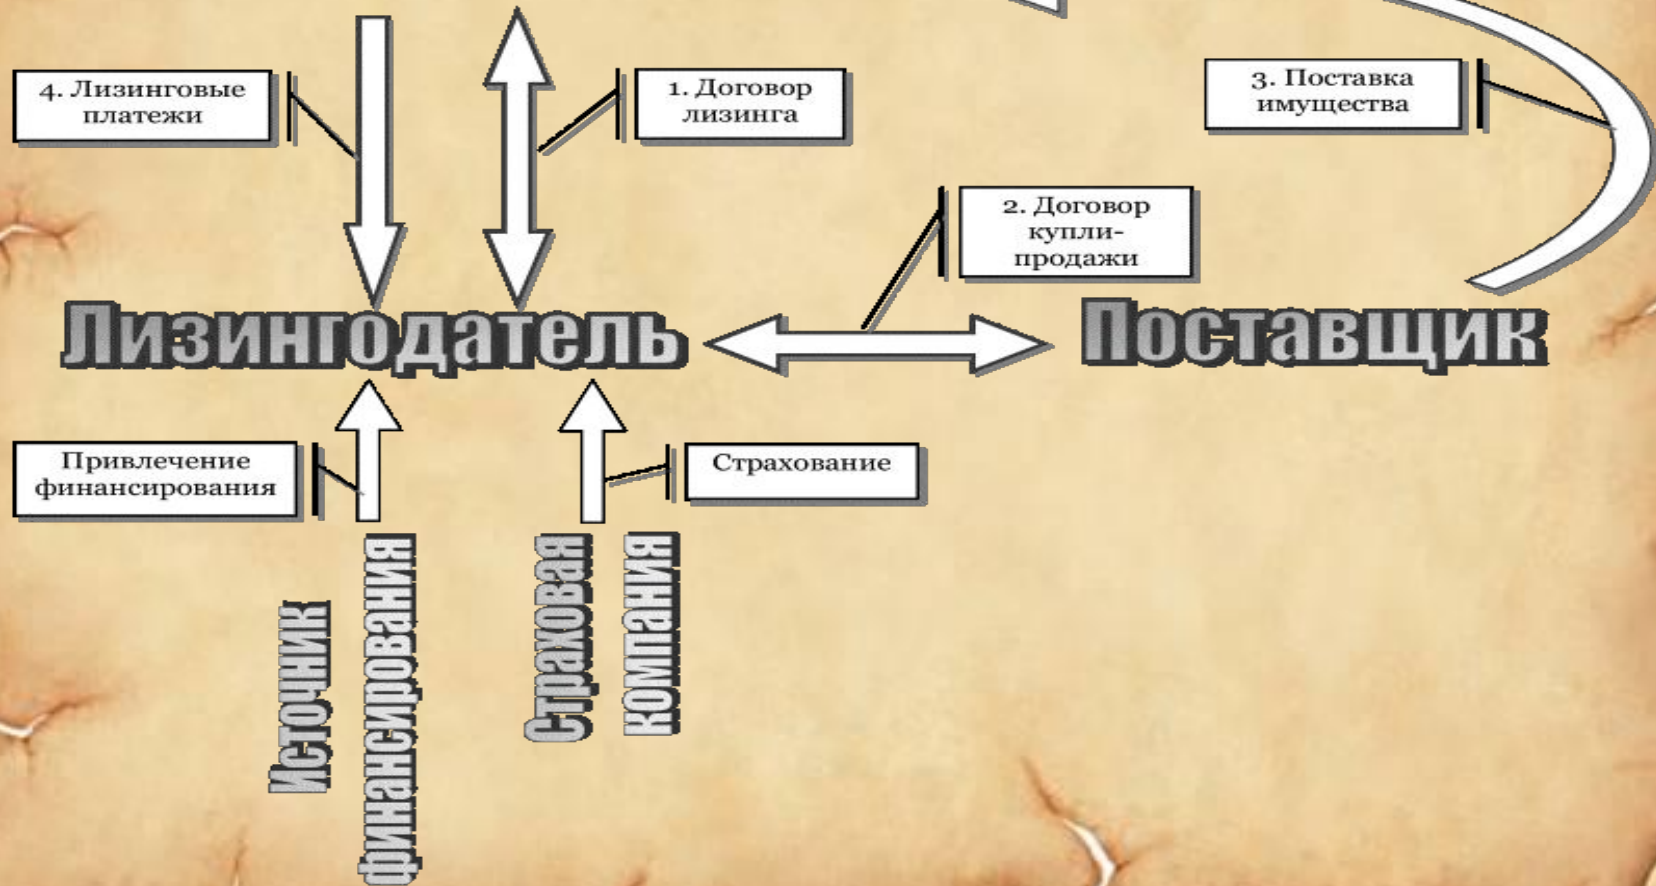 4. Лизинговые
платежи
1. Договор
лизинга
3. Поставка
имущества
2. Договор
купли-
продажи
Лизингодатель
Поставщик
Привлечение
финансирования
Страхование
Источник
финансирования
Страховая
компания